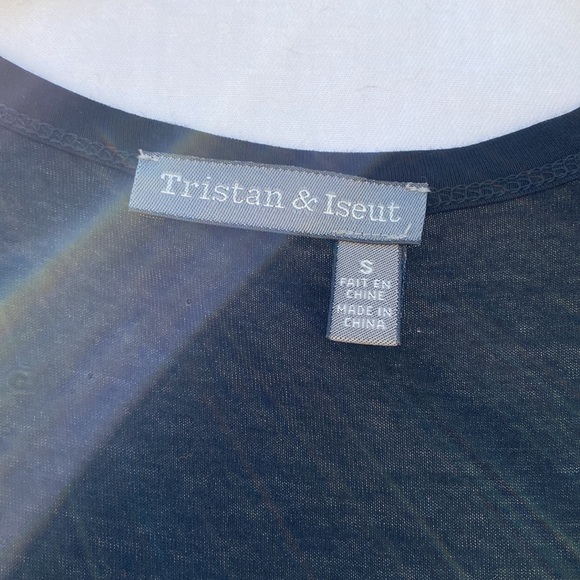 Tristan & Iseut
S
FAIT EN
CHINE
MADE IN
CHINA